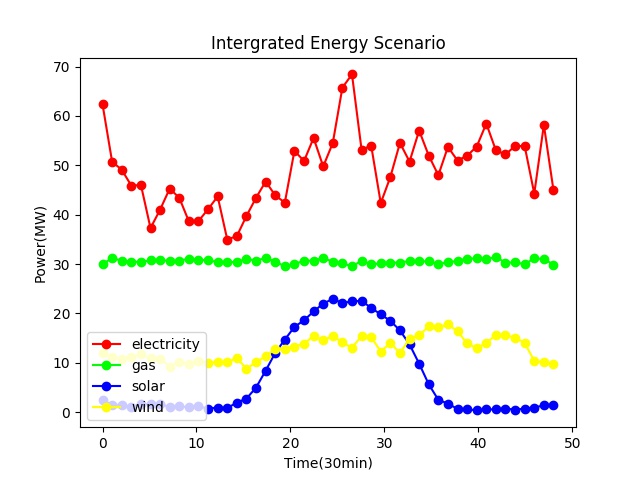 Intergrated Energy Scenario
Power(MW)
70
60
50
40
30
20
10
0
electricity
gas
solar
wind
0 10 20 30 40 50
Time(30min)